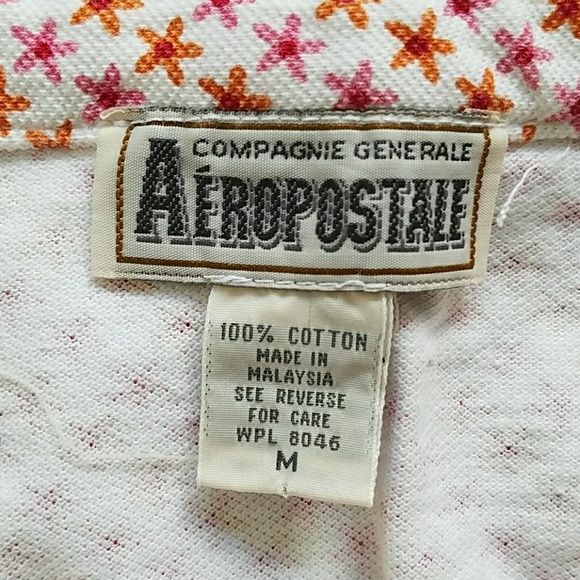 COMPAGNIE GENERALE
AÉROPOSTALE
100% COTTON
MADE IN
MALAYSIA
SEE REVERSE
FOR CARE
WPL 8046
M